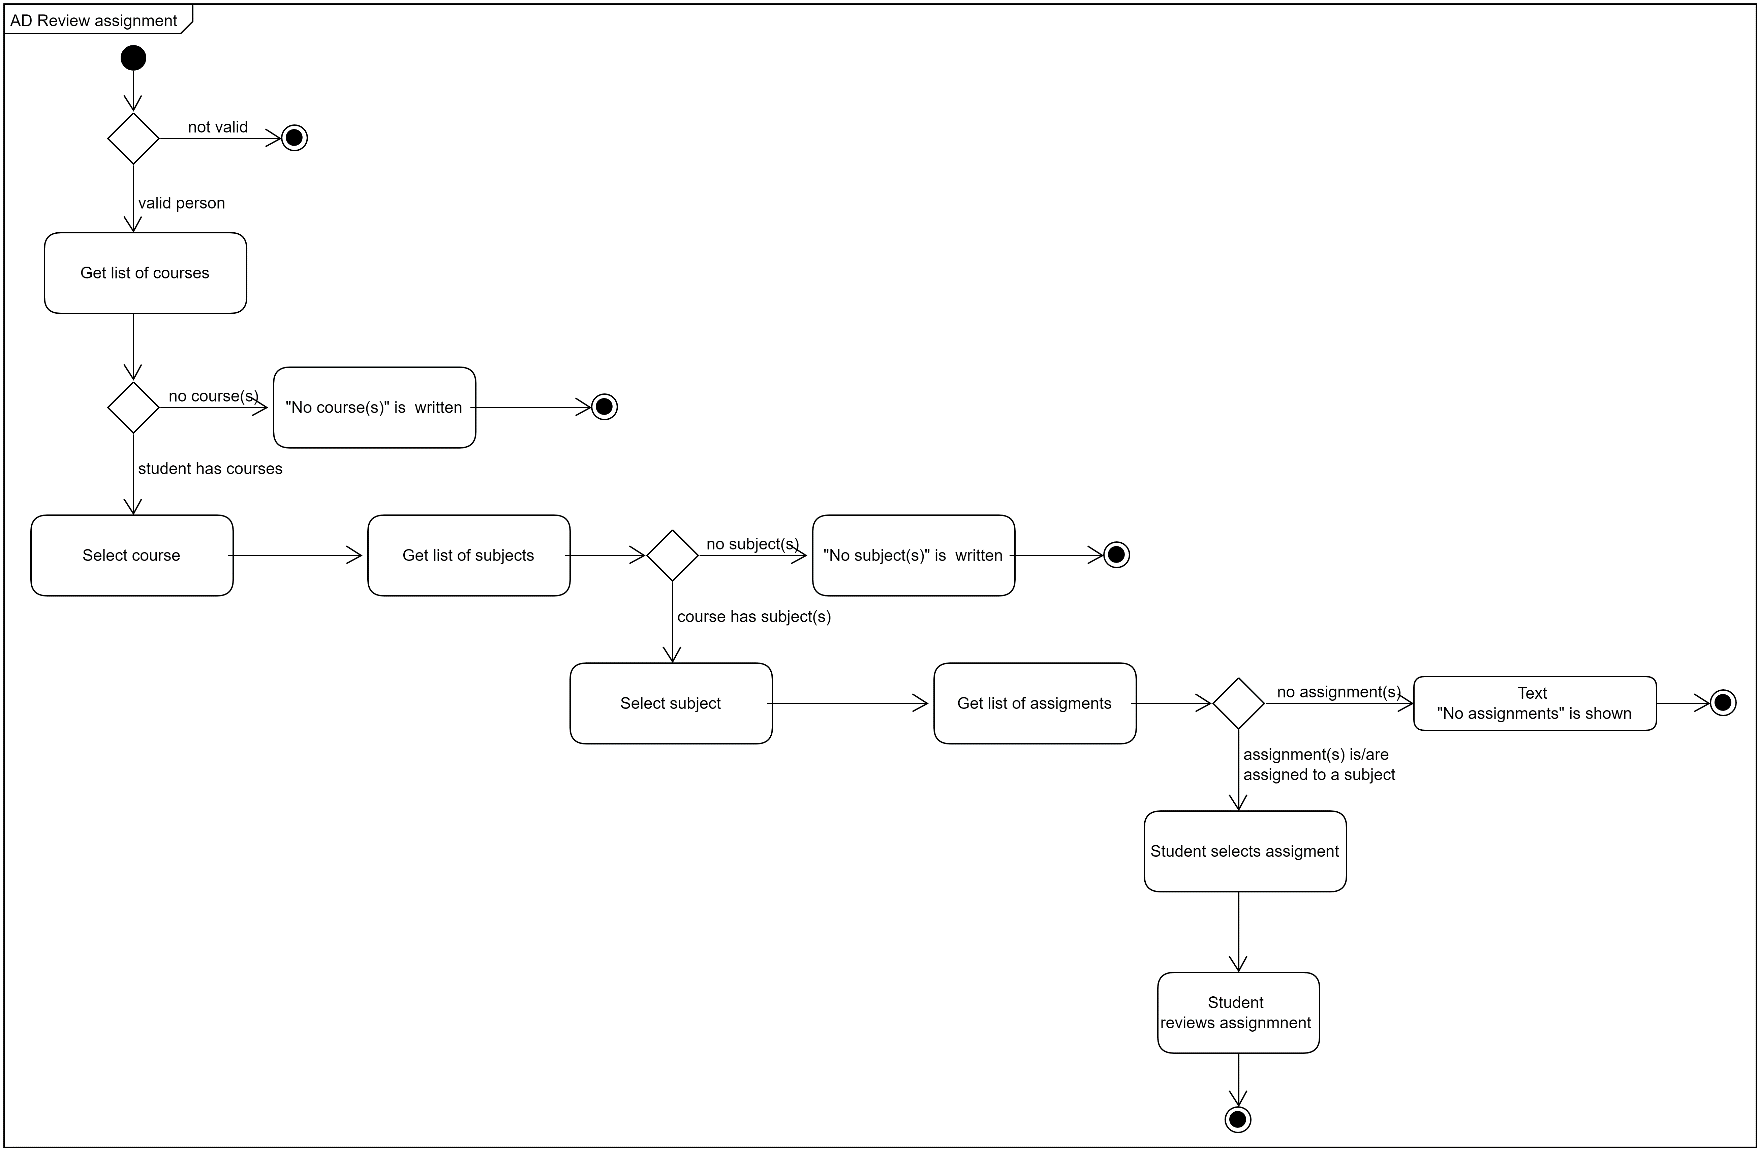 AD Review assignment
not valid
valid person
Get list of courses
no course(s)
"No course(s)" is  written
student has courses
Select course
Get list of subjects
no subject(s)
"No subject(s)" is  written
course has subject(s)
Select subject
Get list of assigments
no assignment(s)
Text
"No assignments" is shown
assignment(s) is/are
assigned to a subject
Student selects assigment
Student
reviews assignmnent